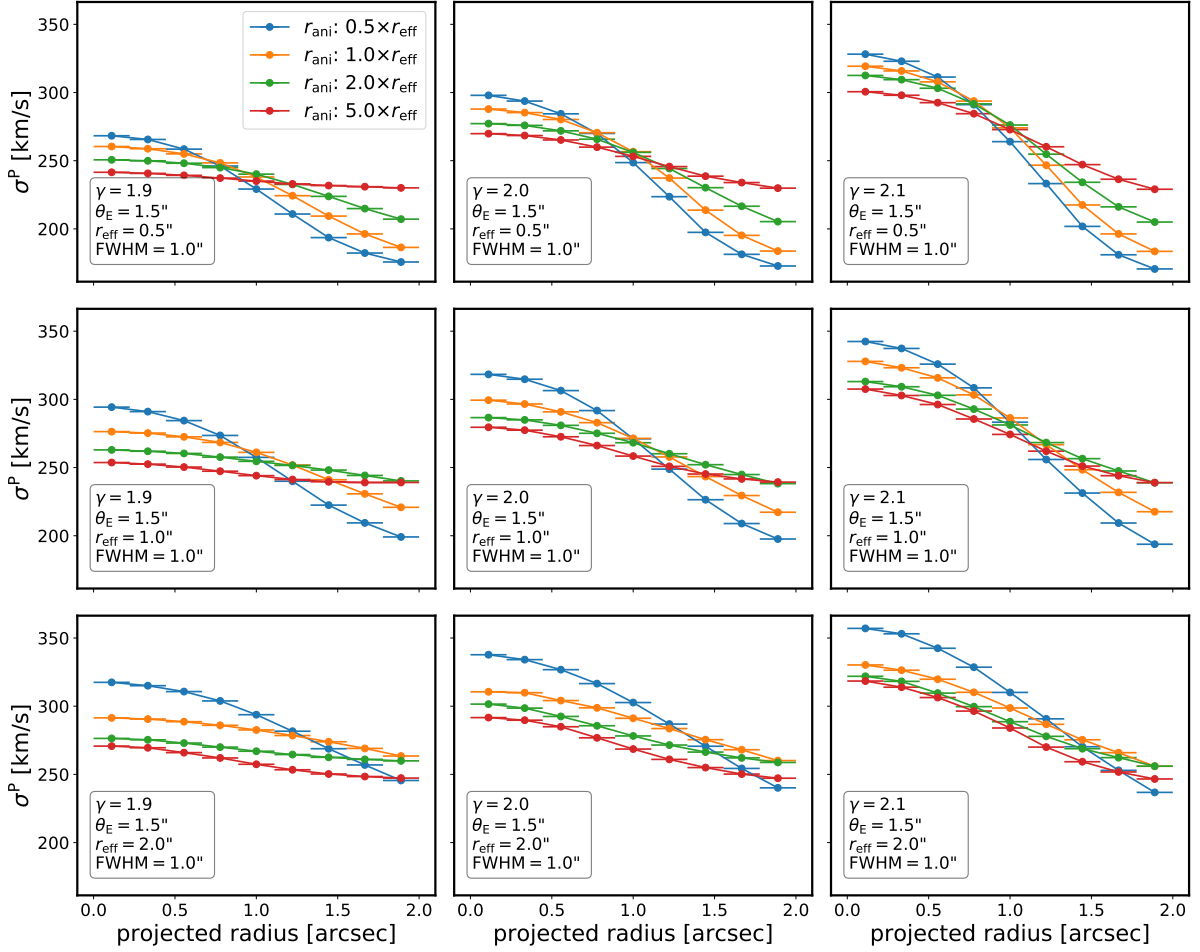 350
300
250
200
σᴾ [km/s]
r_ani: 0.5×r_eff
r_ani: 1.0×r_eff
r_ani: 2.0×r_eff
r_ani: 5.0×r_eff
γ = 1.9
θ_E = 1.5"
r_eff = 0.5"
FWHM = 1.0"
γ = 2.0
θ_E = 1.5"
r_eff = 0.5"
FWHM = 1.0"
γ = 2.1
θ_E = 1.5"
r_eff = 0.5"
FWHM = 1.0"
350
300
250
200
σᴾ [km/s]
γ = 1.9
θ_E = 1.5"
r_eff = 1.0"
FWHM = 1.0"
γ = 2.0
θ_E = 1.5"
r_eff = 1.0"
FWHM = 1.0"
γ = 2.1
θ_E = 1.5"
r_eff = 1.0"
FWHM = 1.0"
350
300
250
200
σᴾ [km/s]
γ = 1.9
θ_E = 1.5"
r_eff = 2.0"
FWHM = 1.0"
γ = 2.0
θ_E = 1.5"
r_eff = 2.0"
FWHM = 1.0"
γ = 2.1
θ_E = 1.5"
r_eff = 2.0"
FWHM = 1.0"
0.0 0.5 1.0 1.5 2.0
0.0 0.5 1.0 1.5 2.0
0.0 0.5 1.0 1.5 2.0
projected radius [arcsec]
projected radius [arcsec]
projected radius [arcsec]